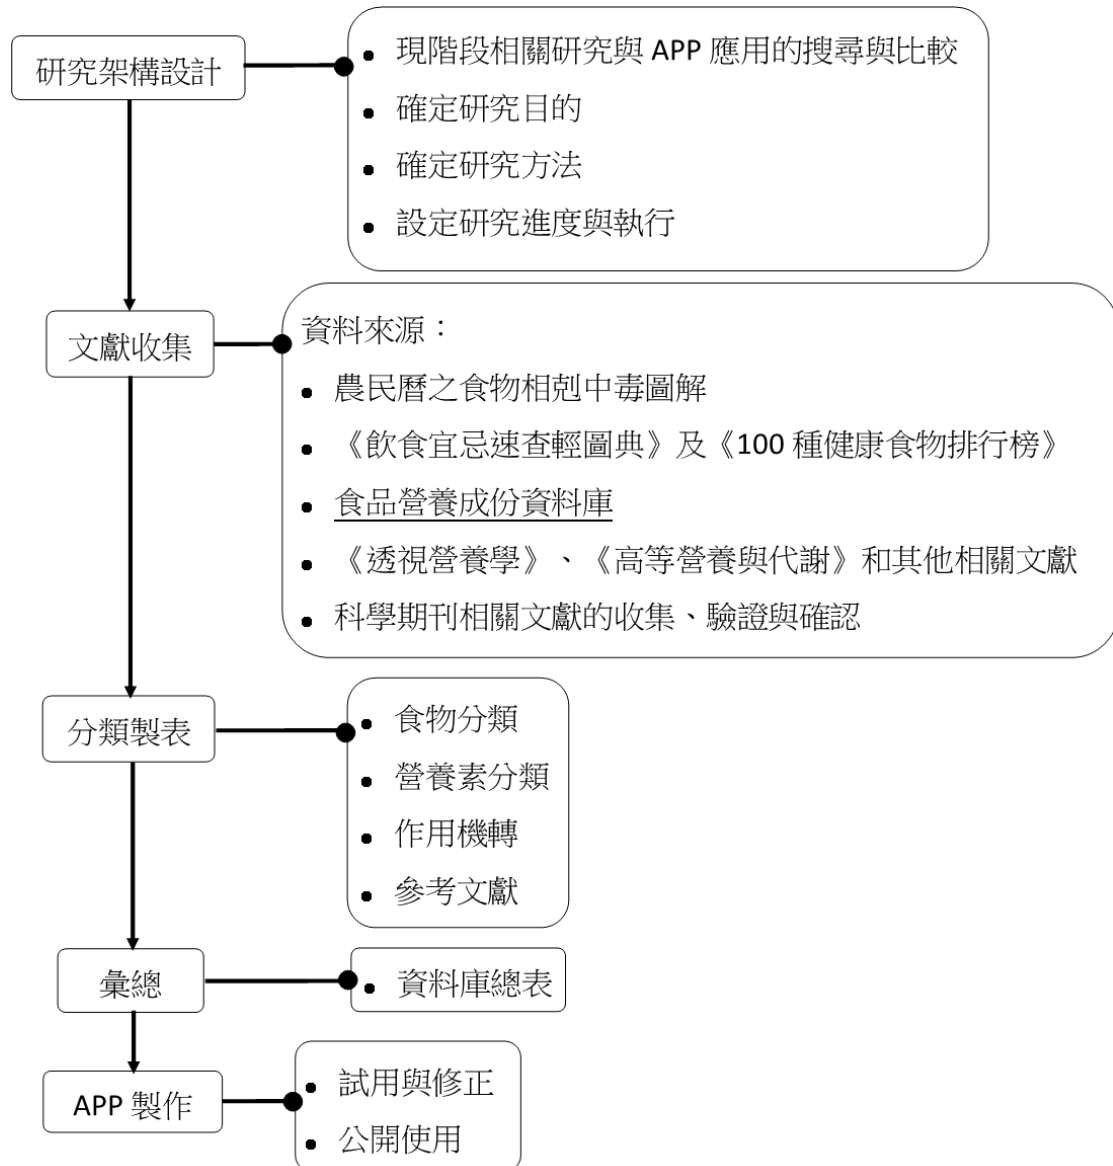 研究架構設計
• 現階段相關研究與 APP 應用的搜尋與比較
• 確定研究目的
• 確定研究方法
• 設定研究進度與執行
文獻收集
資料來源：
• 農民曆之食物相剋中毒圖解
• 《飲食宜忌速查輕圖典》及《100 種健康食物排行榜》
• 食品營養成份資料庫
• 《透視營養學》、《高等營養與代謝》和其他相關文獻
• 科學期刊相關文獻的收集、驗證與確認
分類製表
• 食物分類
• 營養素分類
• 作用機轉
• 參考文獻
彙總
• 資料庫總表
APP 製作
• 試用與修正
• 公開使用